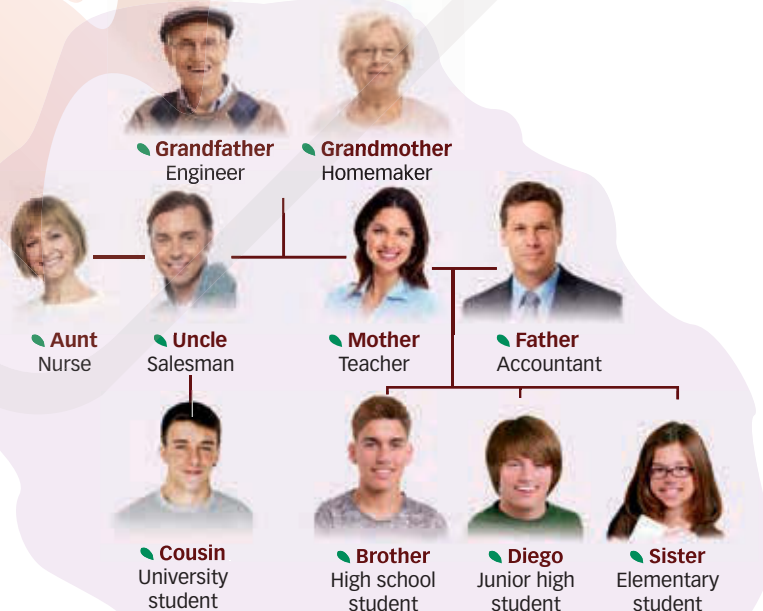 Grandfather
Engineer
Grandmother
Homemaker
Aunt
Nurse
Uncle
Salesman
Mother
Teacher
Father
Accountant
Cousin
University
student
Brother
High school
student
Diego
Junior high
student
Sister
Elementary
student